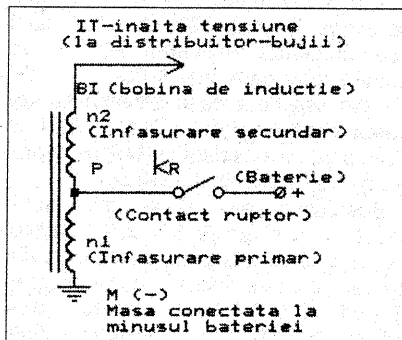 IT-inalta tensiune
(la distribuitor-bujii)
BI (bobina de inductie)
n2
(Infasurare secundar)
P
KR
(Baterie)
+
(Contact ruptor)
n1
(Infasurare primar)
M (-)
Masa conectata la
minusul bateriei